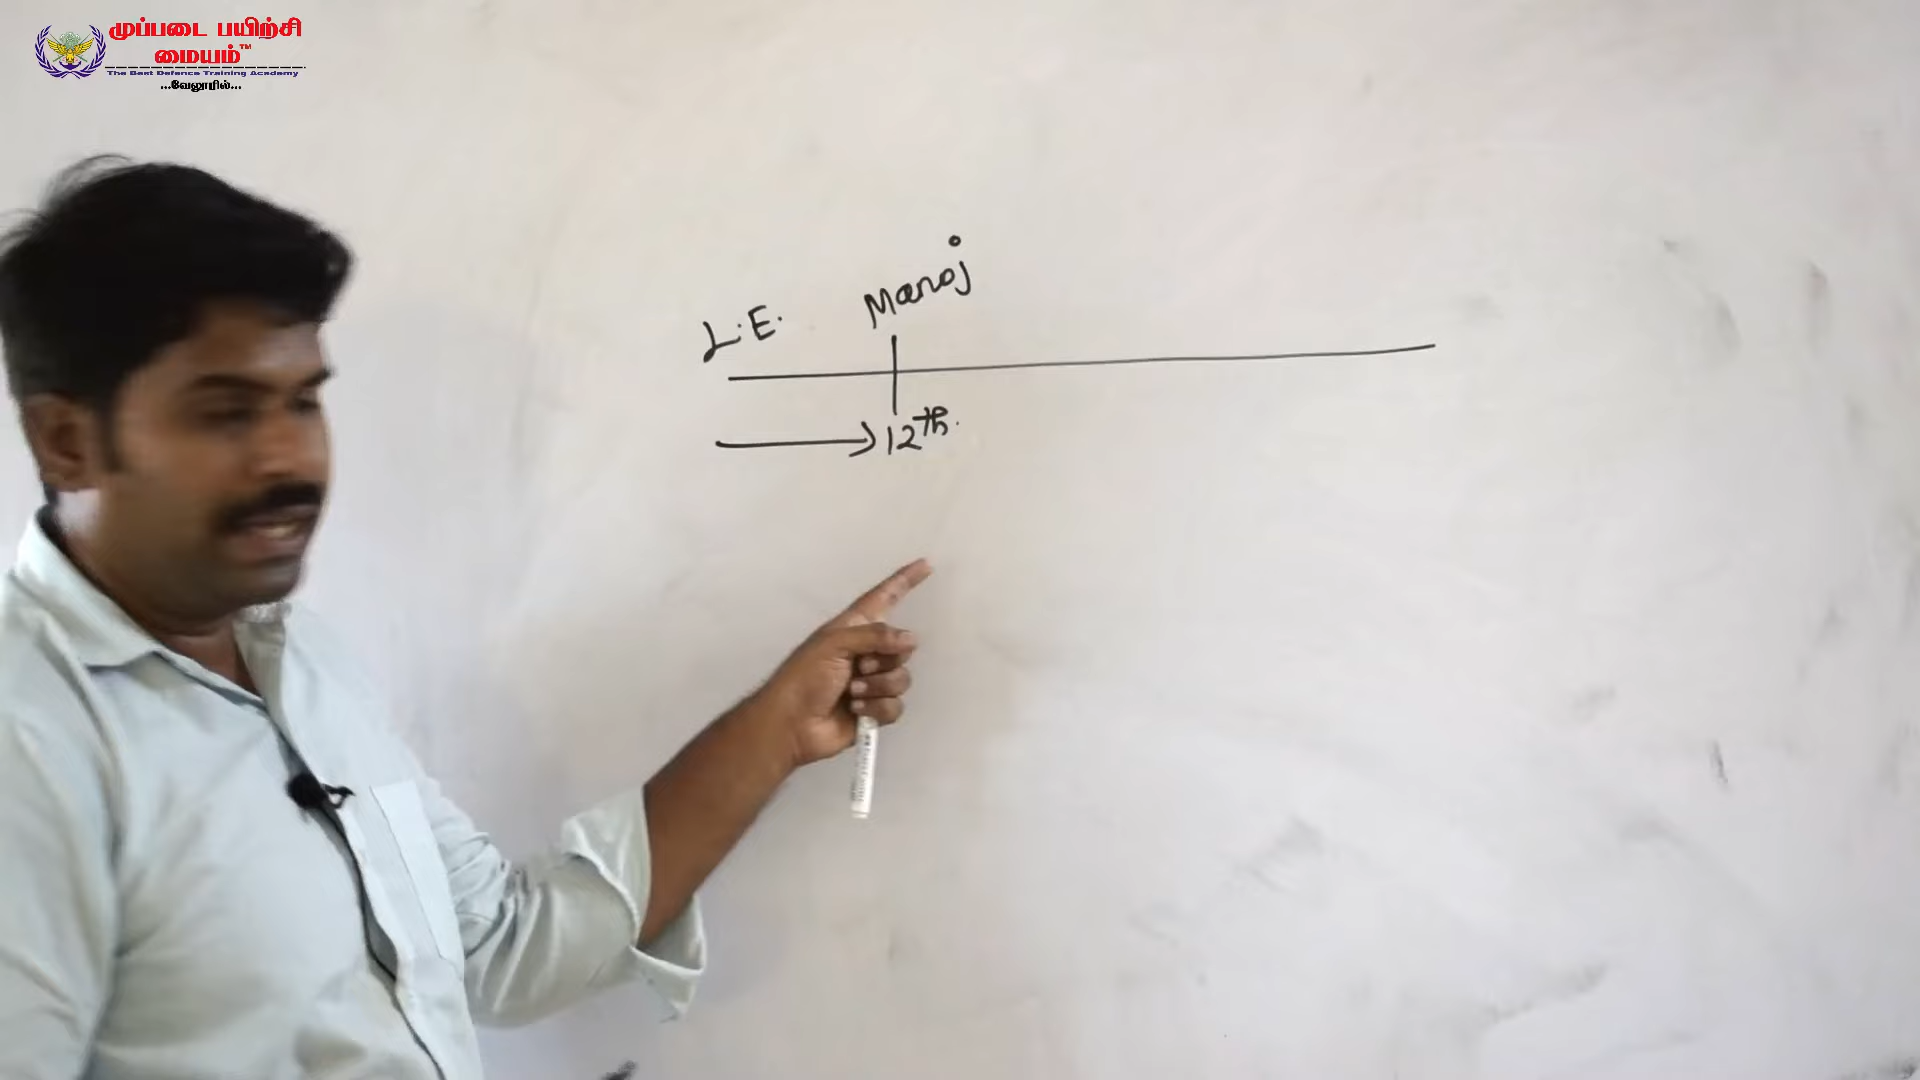 முப்படை பயிற்சி
மையம்™
The Best Defence Training Academy
...வேலூரில்...
L.E. Manoj
12th.